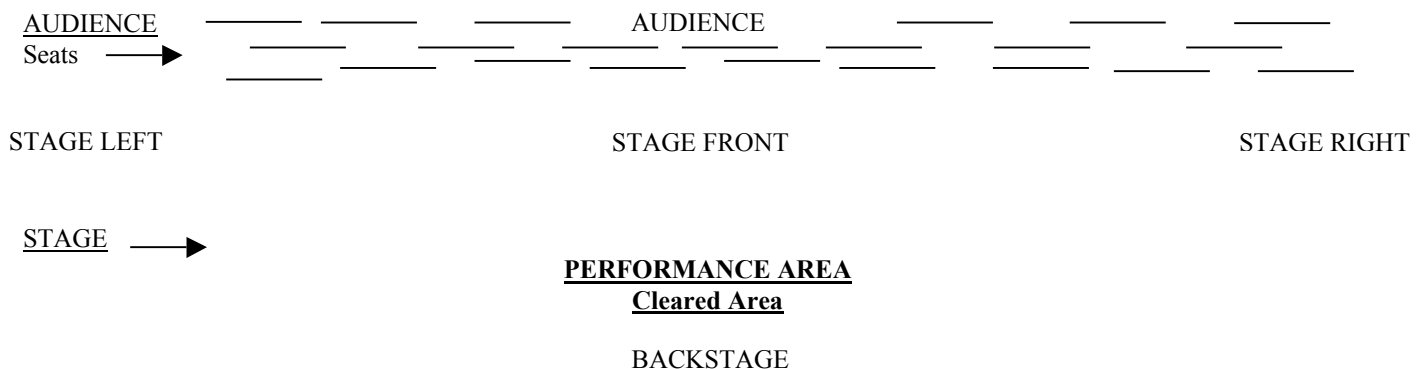 AUDIENCE AUDIENCE
Seats
STAGE LEFT STAGE FRONT STAGE RIGHT
STAGE
PERFORMANCE AREA
Cleared Area
BACKSTAGE